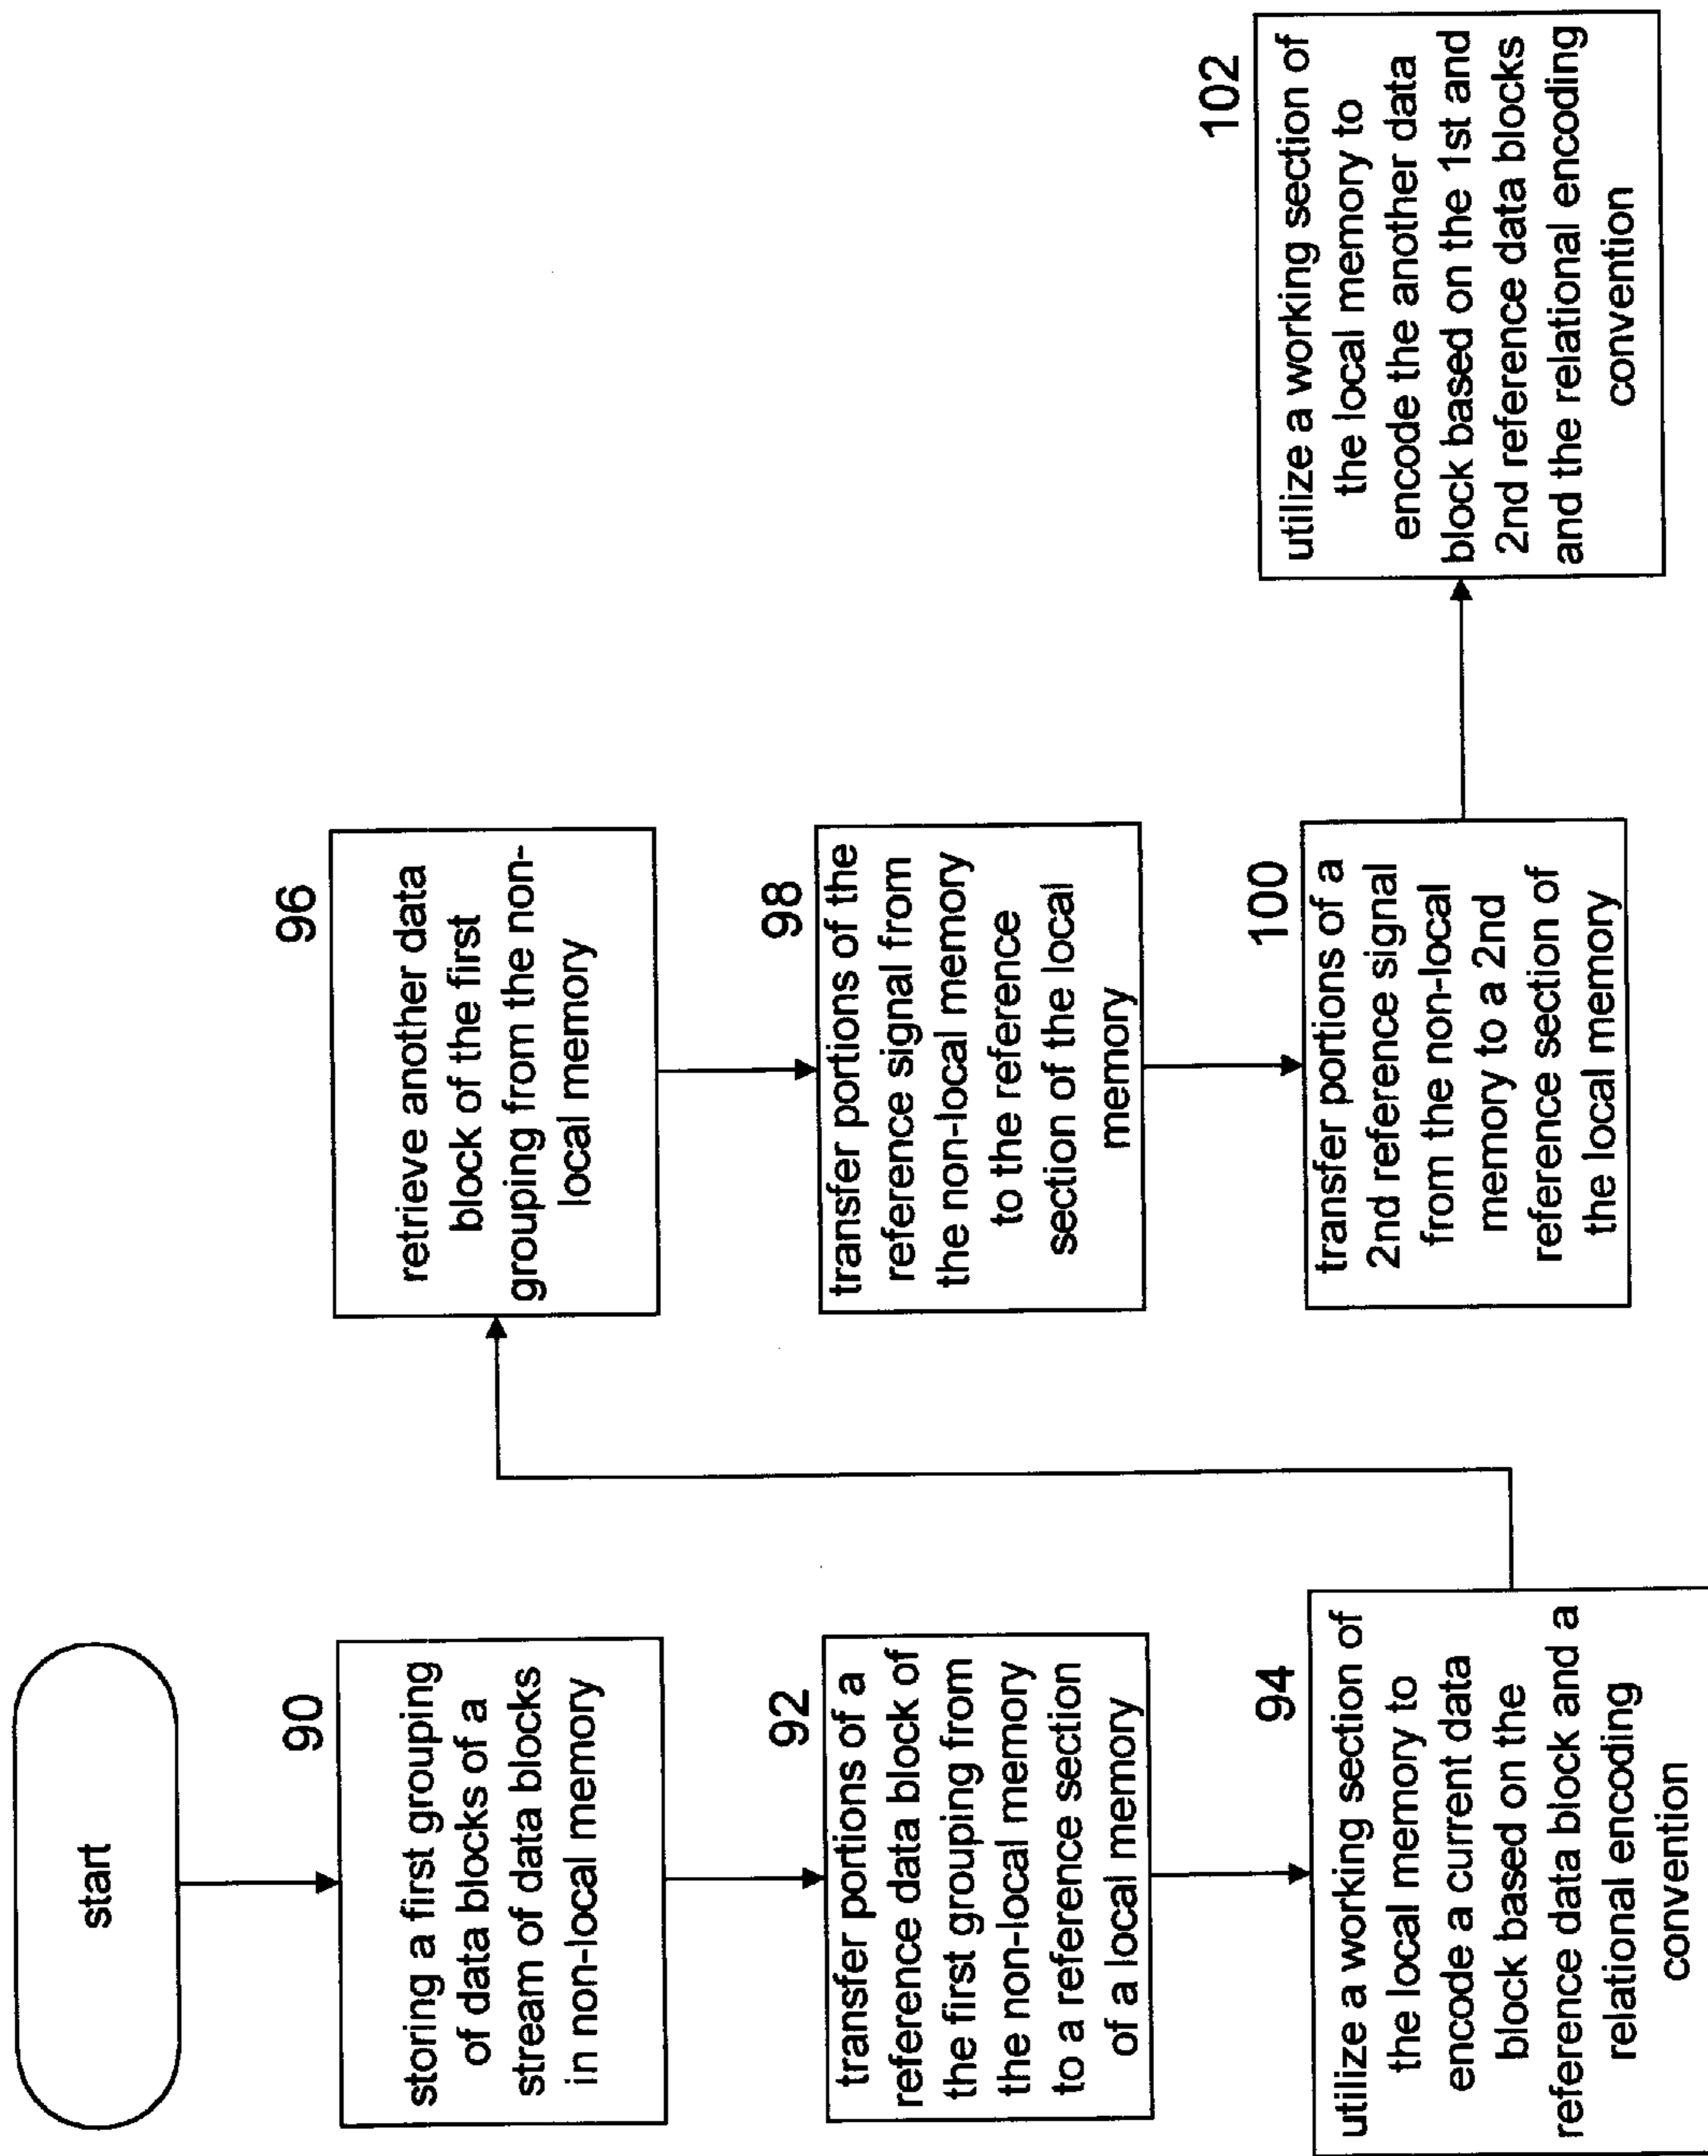 start
90
storing a first grouping
of data blocks of a
stream of data blocks
in non-local memory
92
transfer portions of a
reference data block of
the first grouping from
the non-local memory
to a reference section
of a local memory
94
utilize a working section of
the local memory to
encode a current data
block based on the
reference data block and a
relational encoding
convention
96
retrieve another data
block of the first
grouping from the non-
local memory
98
transfer portions of the
reference signal from
the non-local memory
to the reference
section of the local
memory
100
transfer portions of a
2nd reference signal
from the non-local
memory to a 2nd
reference section of
the local memory
102
utilize a working section of
the local memory to
encode the another data
block based on the 1st and
2nd reference data blocks
and the relational encoding
convention